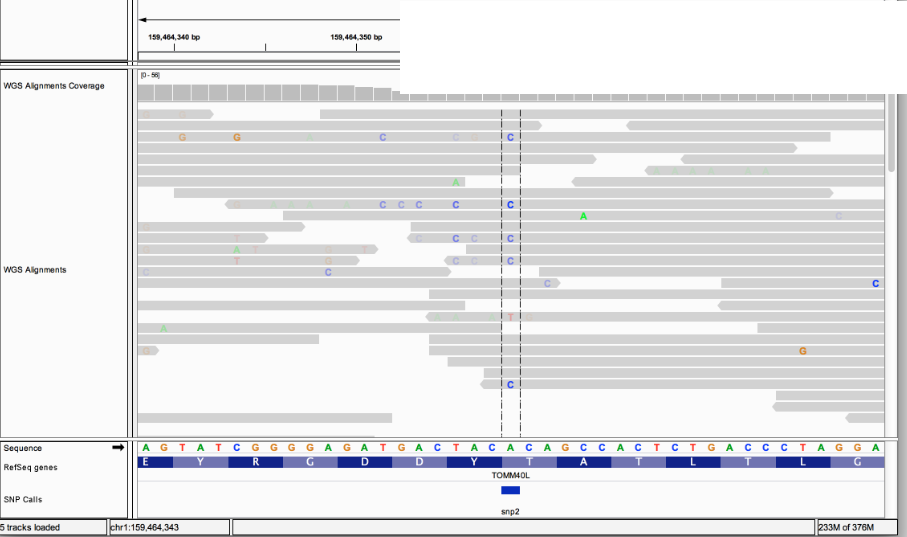 159,464,340 bp 159,464,350 bp
[0 - 56]
WGS Alignments Coverage
G G C C C
A
C C C C C
A C
C C C C
A T G T
WGS Alignments
T G C C C
C C
C C
T
A
G G
C
Sequence A G T A T C G G G G A G A T G A C T A C A C A G C C A C T C T G A C C C T A G G A
RefSeq genes E Y R G D D Y T A T L T L G
TOMM40L
SNP Calls
snp2
5 tracks loaded chr1:159,464,343 233M of 376M